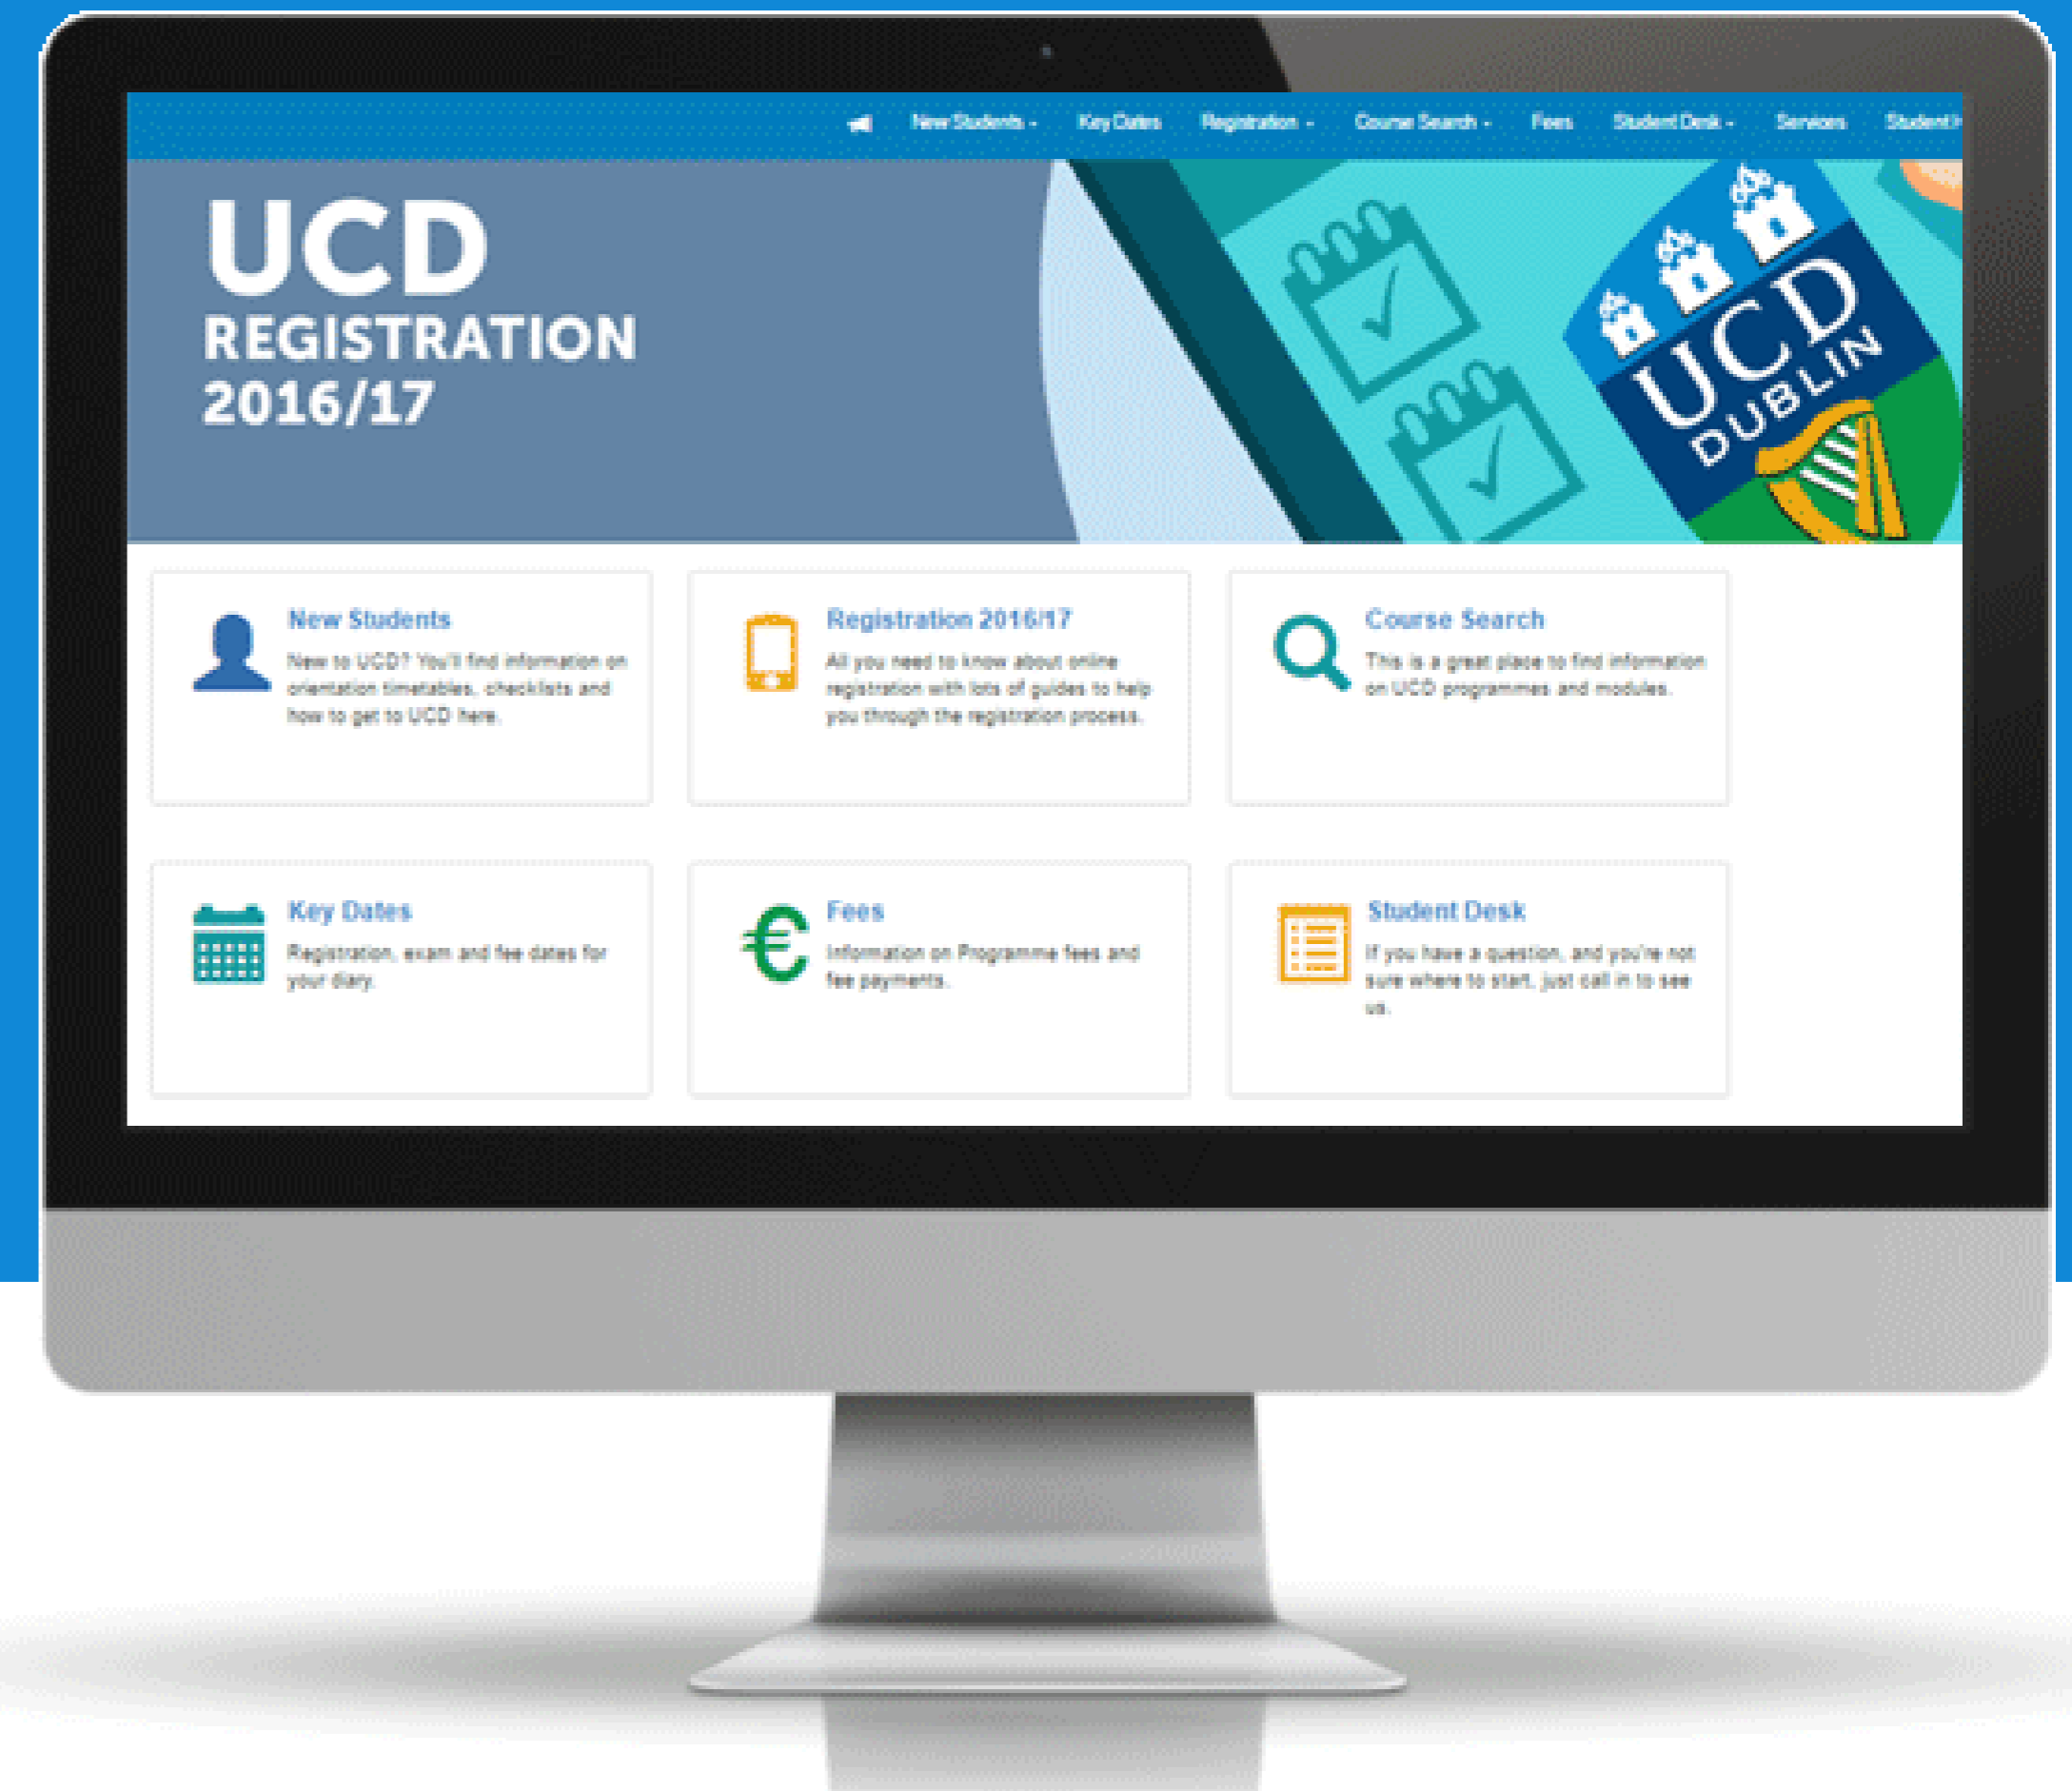 New Students Key Dates Registration Course Search Fees Student Desk Services Student
UCD
REGISTRATION
2016/17
UCD
DUBLIN
New Students
New to UCD? You'll find information on
orientation timetables, checklists and
how to get to UCD here.
Registration 2016/17
All you need to know about online
registration with lots of guides to help
you through the registration process.
Course Search
This is a great place to find information
on UCD programmes and modules.
Key Dates
Registration, exam and fee dates for
your diary.
Fees
Information on Programme fees and
fee payments.
Student Desk
If you have a question, and you're not
sure where to start, just call in to see
us.